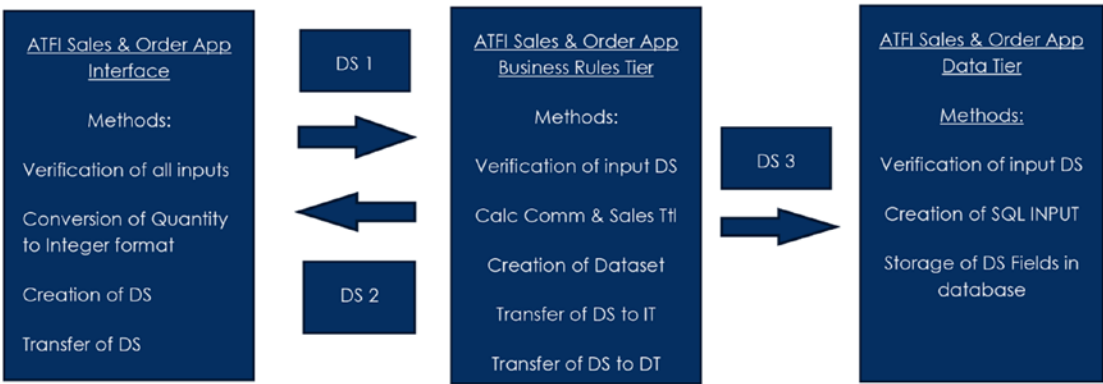 ATFI Sales & Order App
Interface
Methods:
Verification of all inputs
Conversion of Quantity
to Integer format
Creation of DS
Transfer of DS
DS 1
DS 2
ATFI Sales & Order App
Business Rules Tier
Methods:
Verification of input DS
Calc Comm & Sales Ttl
Creation of Dataset
Transfer of DS to IT
Transfer of DS to DT
DS 3
ATFI Sales & Order App
Data Tier
Methods:
Verification of input DS
Creation of SQL INPUT
Storage of DS Fields in
database